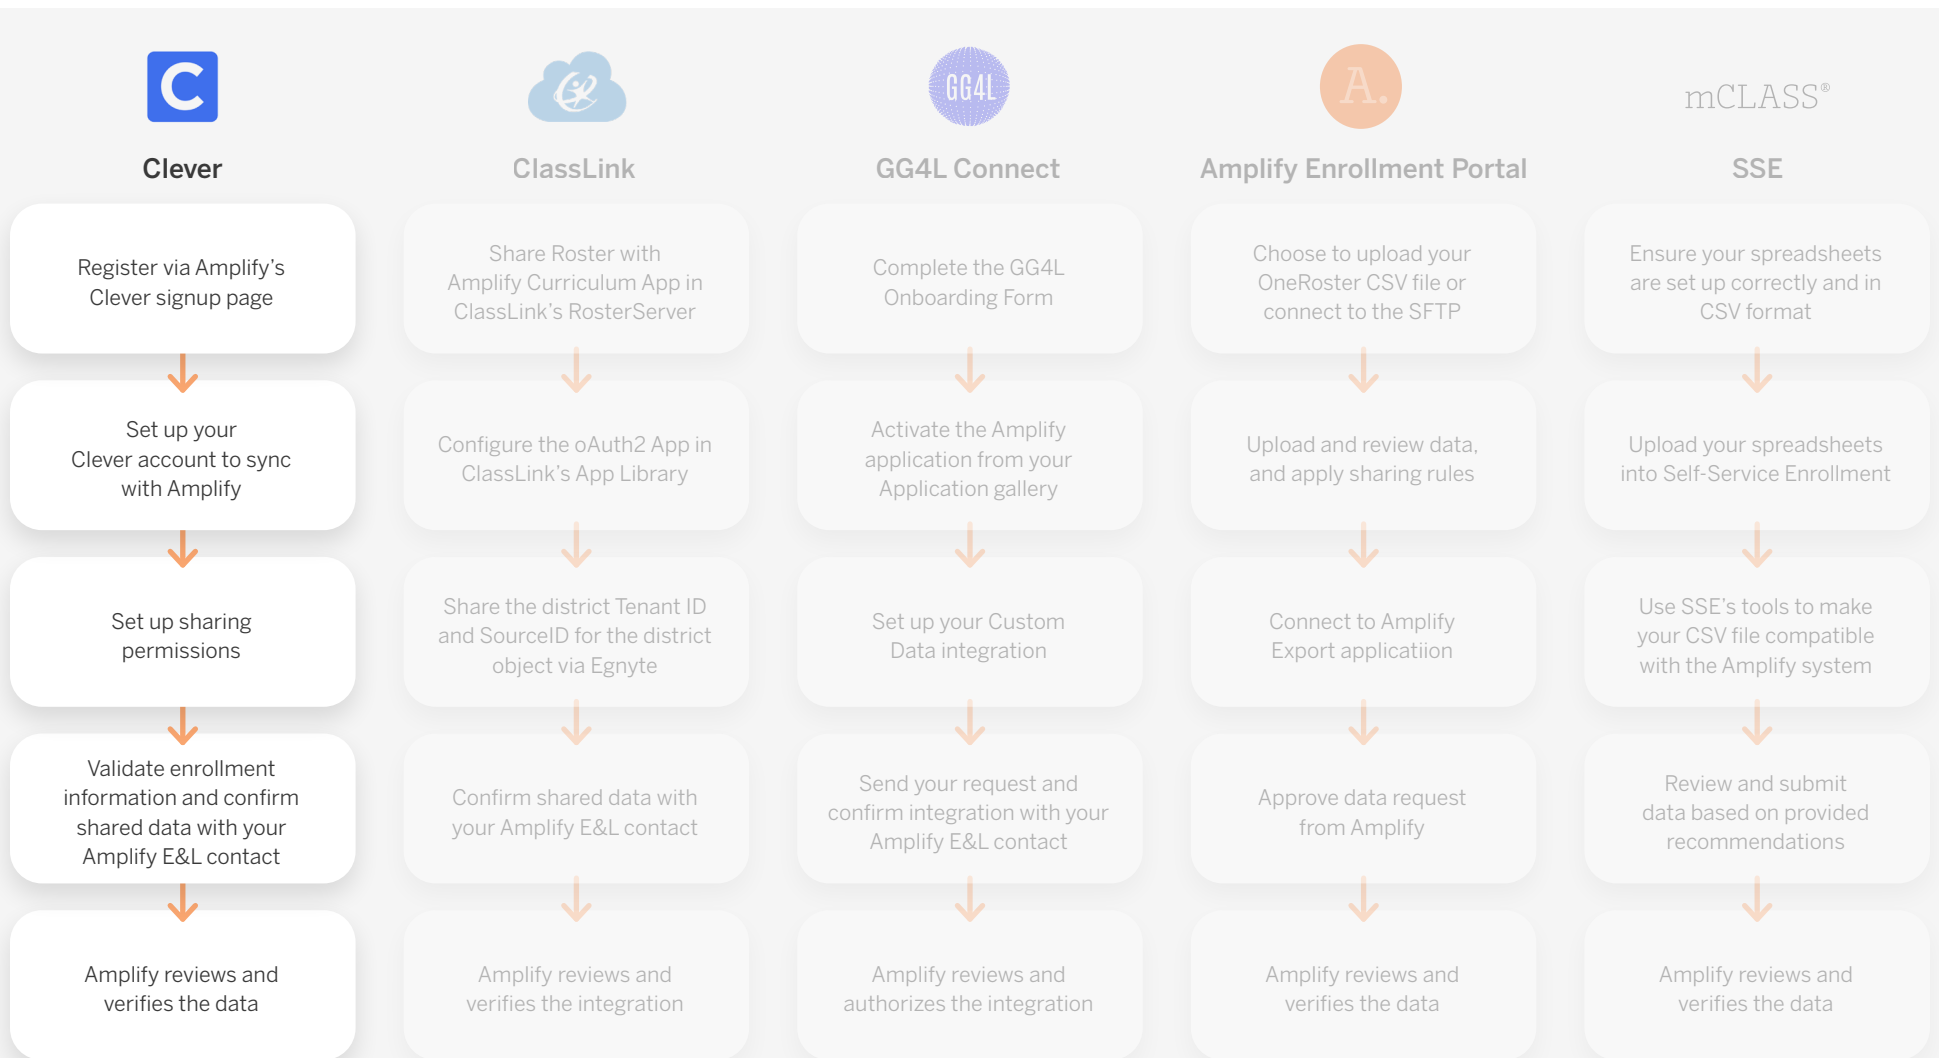 C
GG4L
A.
mCLASS®
Clever
ClassLink
GG4L Connect
Amplify Enrollment Portal
SSE
Register via Amplify's
Clever signup page
Share Roster with
Amplify Curriculum App in
ClassLink's RosterServer
Complete the GG4L
Onboarding Form
Choose to upload your
OneRoster CSV file or
connect to the SFTP
Ensure your spreadsheets
are set up correctly and in
CSV format
Set up your
Clever account to sync
with Amplify
Configure the oAuth2 App in
ClassLink's App Library
Activate the Amplify
application from your
Application gallery
Upload and review data,
and apply sharing rules
Upload your spreadsheets
into Self-Service Enrollment
Set up sharing
permissions
Share the district Tenant ID
and SourceID for the district
object via Egnyte
Set up your Custom
Data integration
Connect to Amplify
Export applicatiion
Use SSE's tools to make
your CSV file compatible
with the Amplify system
Validate enrollment
information and confirm
shared data with your
Amplify E&L contact
Confirm shared data with
your Amplify E&L contact
Send your request and
confirm integration with your
Amplify E&L contact
Approve data request
from Amplify
Review and submit
data based on provided
recommendations
Amplify reviews and
verifies the data
Amplify reviews and
verifies the integration
Amplify reviews and
authorizes the integration
Amplify reviews and
verifies the data
Amplify reviews and
verifies the data